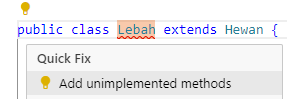 public class Lebah extends Hewan {
Quick Fix
Add unimplemented methods